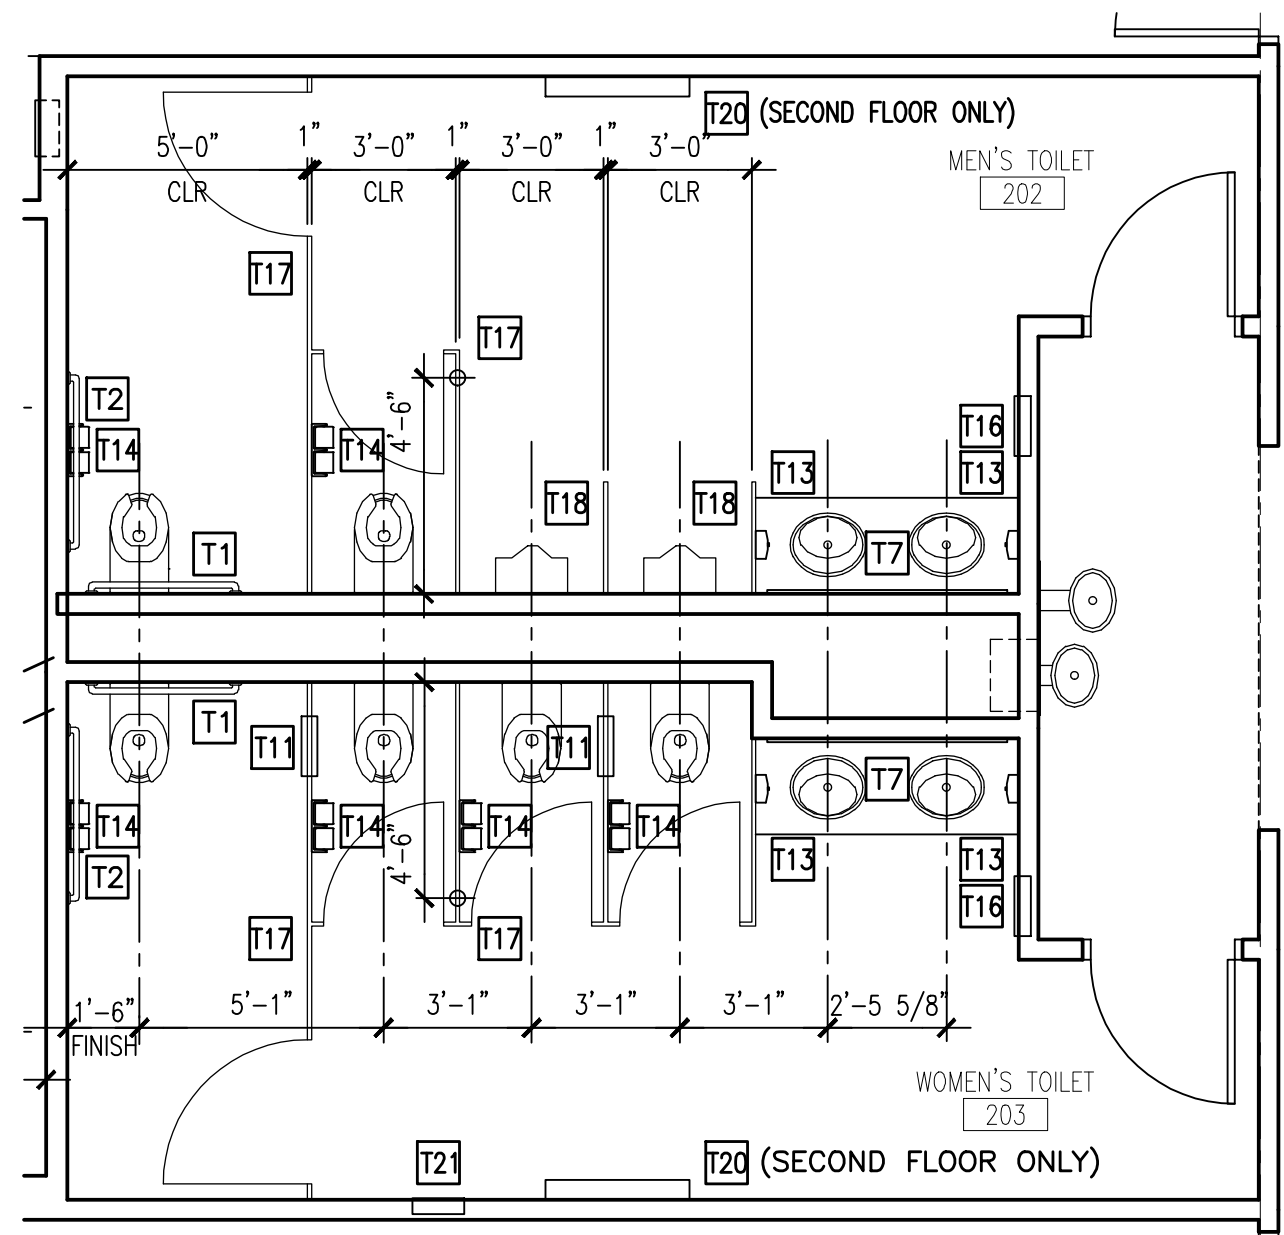 T20 (SECOND FLOOR ONLY)
5'-0" 1" 3'-0" 1" 3'-0" 1" 3'-0"
CLR CLR CLR CLR
MEN'S TOILET
202
T17
T17
T2
T14 T14
4'-6"
T16
T13 T13
T18 T18
T1 T7
T1
T11 T11
T7
T14 T14 T14 T14
4'-6"
T2
T13 T13
T16
T17 T17
1'-6" 5'-1" 3'-1" 3'-1" 3'-1" 2'-5 5/8"
FINISH
WOMEN'S TOILET
203
T21 T20 (SECOND FLOOR ONLY)